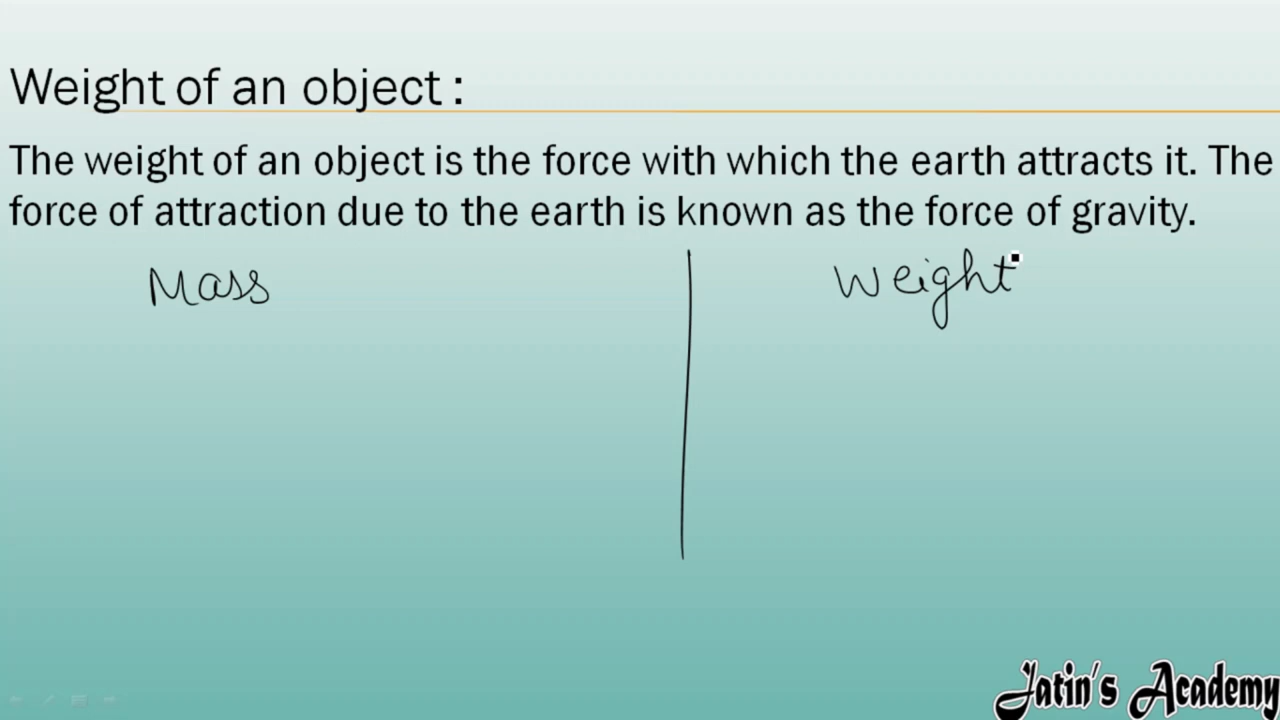 Weight of an object :
The weight of an object is the force with which the earth attracts it. The
force of attraction due to the earth is known as the force of gravity.
Mass
Weight
Jatin's Academy